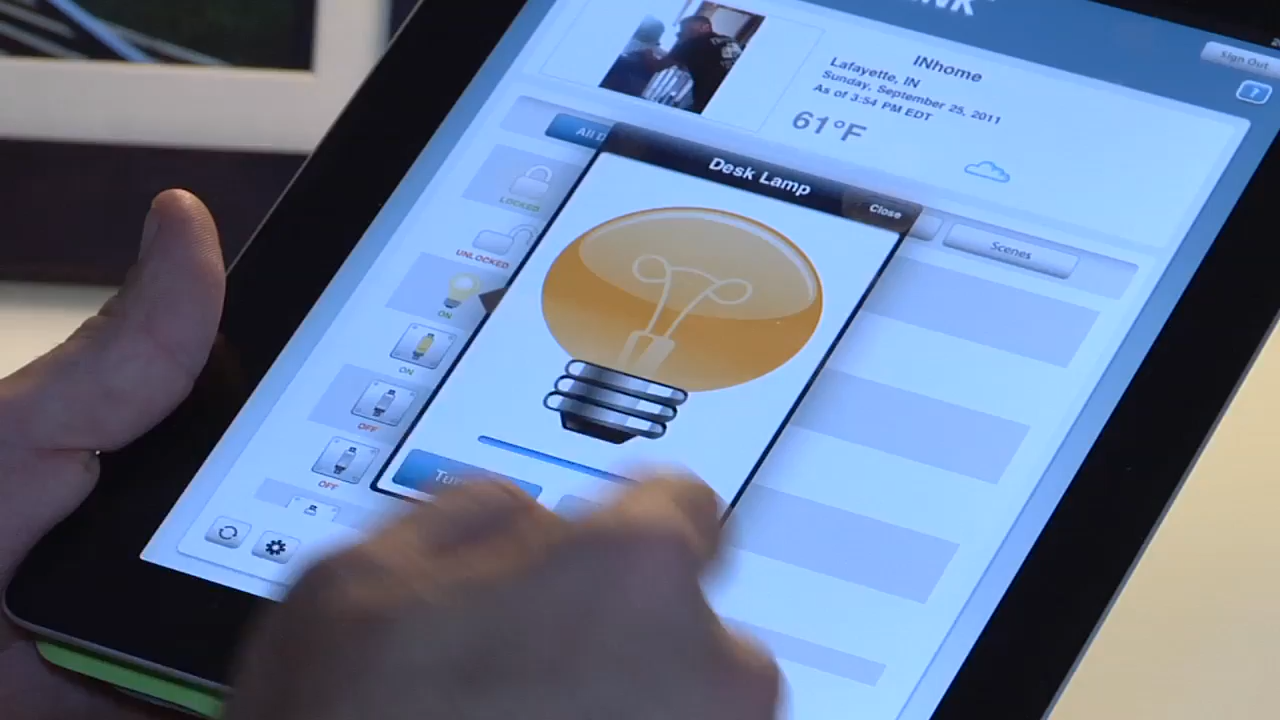 Sign Out
INhome
Lafayette, IN
Sunday, September 25, 2011
As of 3:54 PM EDT
61°F
All
Desk Lamp
Close
Scenes
LOCKED
UNLOCKED
ON
ON
OFF
OFF
?